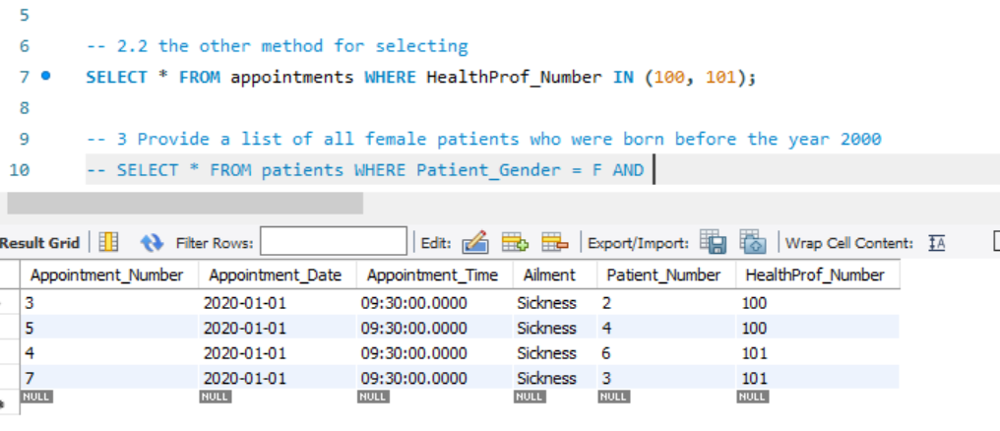 5
6 -- 2.2 the other method for selecting
7 SELECT * FROM appointments WHERE HealthProf_Number IN (100, 101);
8
9 -- 3 Provide a list of all female patients who were born before the year 2000
10 -- SELECT * FROM patients WHERE Patient_Gender = F AND
Result Grid Filter Rows: Edit: Export/Import: Wrap Cell Content: IA
Appointment_Number Appointment_Date Appointment_Time Ailment Patient_Number HealthProf_Number
3 2020-01-01 09:30:00.0000 Sickness 2 100
5 2020-01-01 09:30:00.0000 Sickness 4 100
4 2020-01-01 09:30:00.0000 Sickness 6 101
7 2020-01-01 09:30:00.0000 Sickness 3 101
NULL NULL NULL NULL NULL NULL